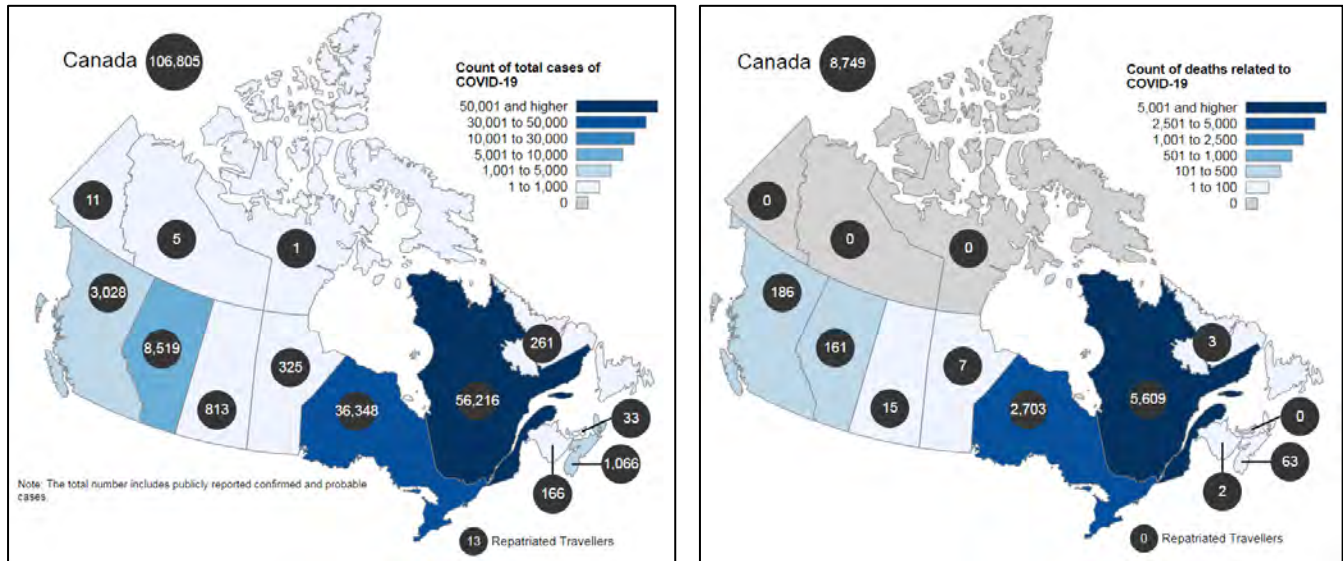 Canada
106,805
Count of total cases of
COVID-19
50,001 and higher
30,001 to 50,000
10,001 to 30,000
5,001 to 10,000
1,001 to 5,000
1 to 1,000
0
11
5
1
3,028
8,519
813
325
36,348
56,216
261
33
1,066
166
Note: The total number includes publicly reported confirmed and probable
cases.
13 Repatriated Travellers
Canada
8,749
Count of deaths related to
COVID-19
5,001 and higher
2,501 to 5,000
1,001 to 2,500
501 to 1,000
101 to 500
1 to 100
0
0
0
0
186
161
15
7
2,703
5,609
3
0
63
2
0 Repatriated Travellers